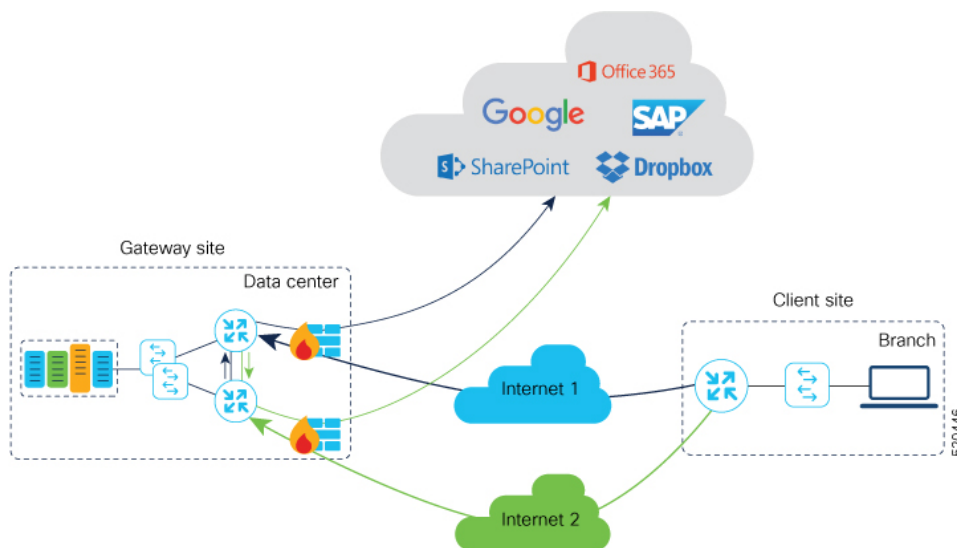 Office 365
Google
SAP
SharePoint
Dropbox
Gateway site
Data center
Client site
Branch
Internet 1
Internet 2